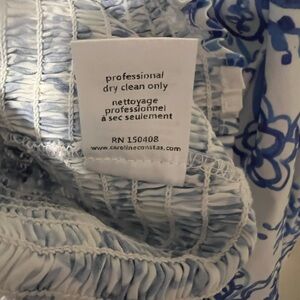 professional
dry clean only
nettoyage
professionnel
à sec seulement
RN 150408
www.carolineconstas.com